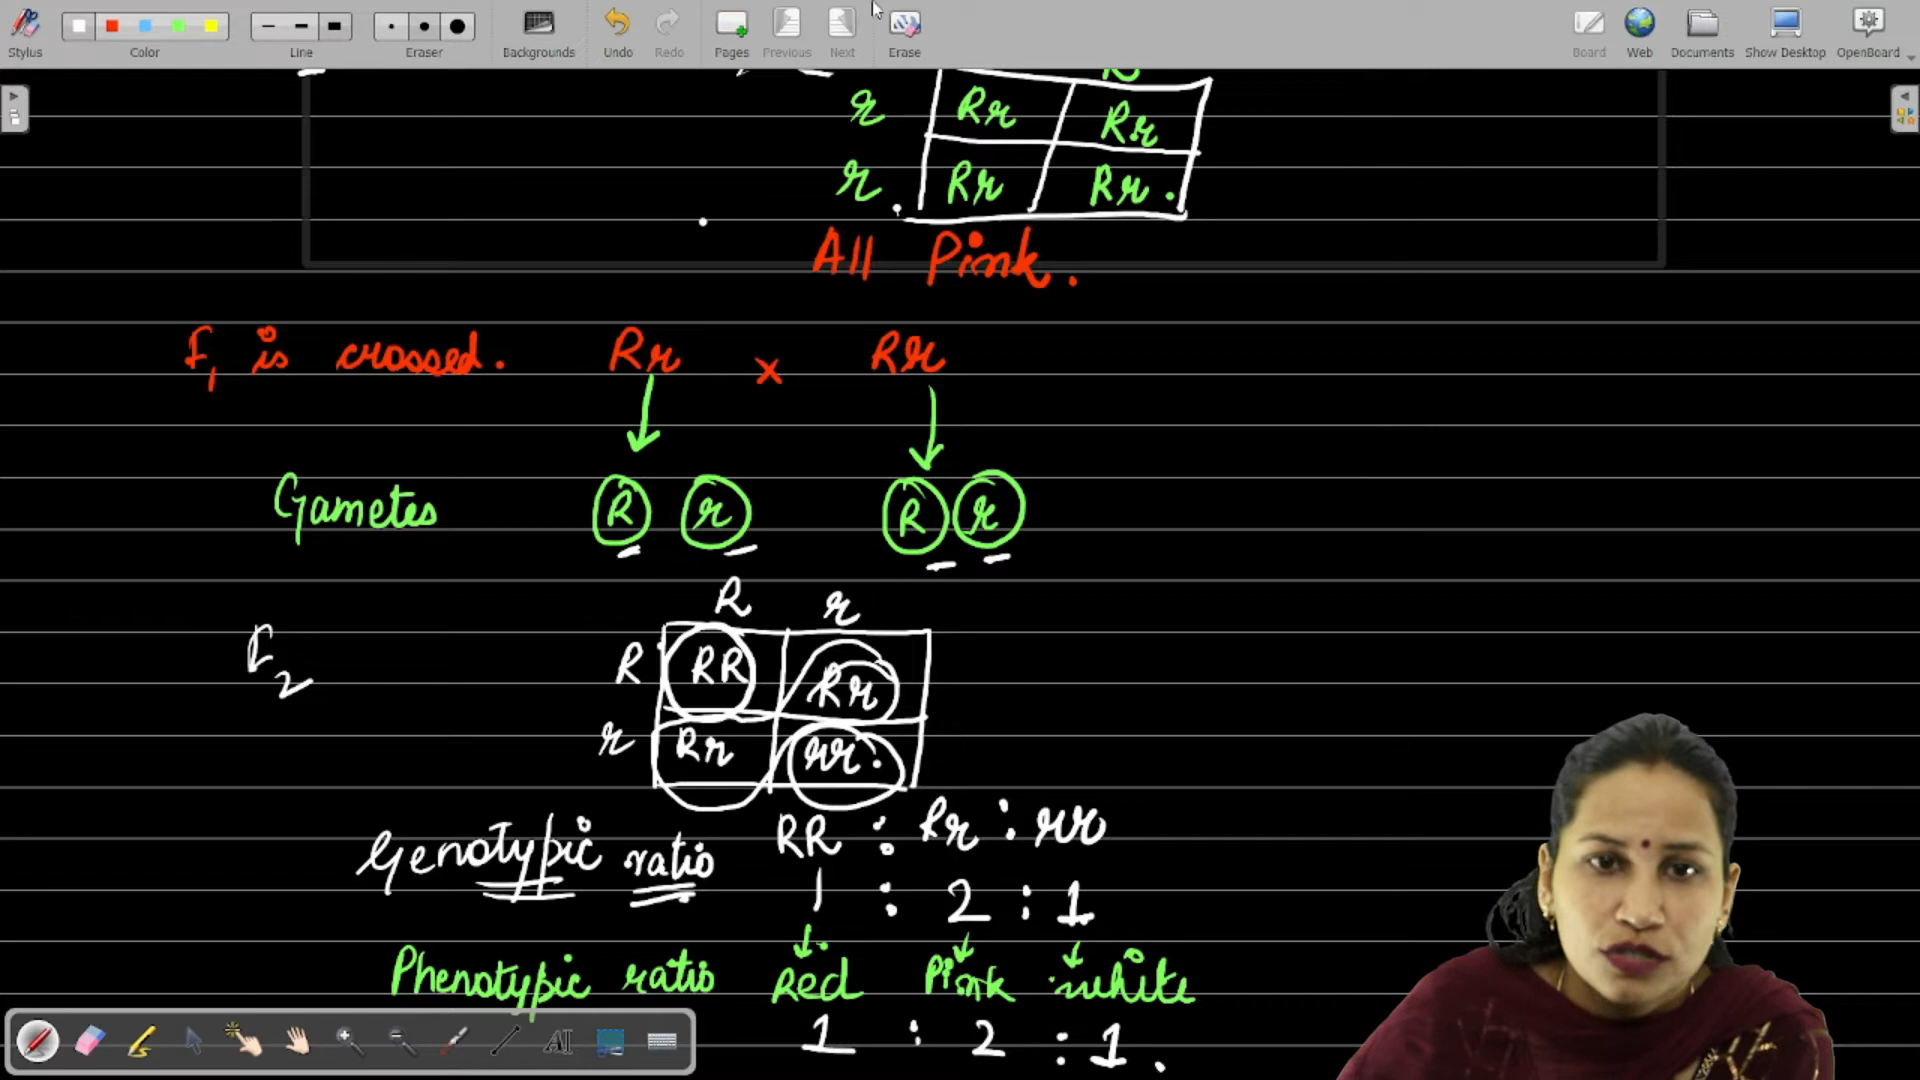 Stylus Color Line Eraser Backgrounds Undo Redo Pages Previous Next Erase Board Web Documents Show Desktop OpenBoard
R
r Rr Rr
r Rr Rr.
All Pink.
F1 is crossed. Rr x Rr
Gametes R r R r
R r
F2
R RR Rr
r Rr rr.
Genotypic ratio RR : Rr : rr
1 : 2 : 1
Phenotypic ratio Red Pink white
1 : 2 : 1.
AI